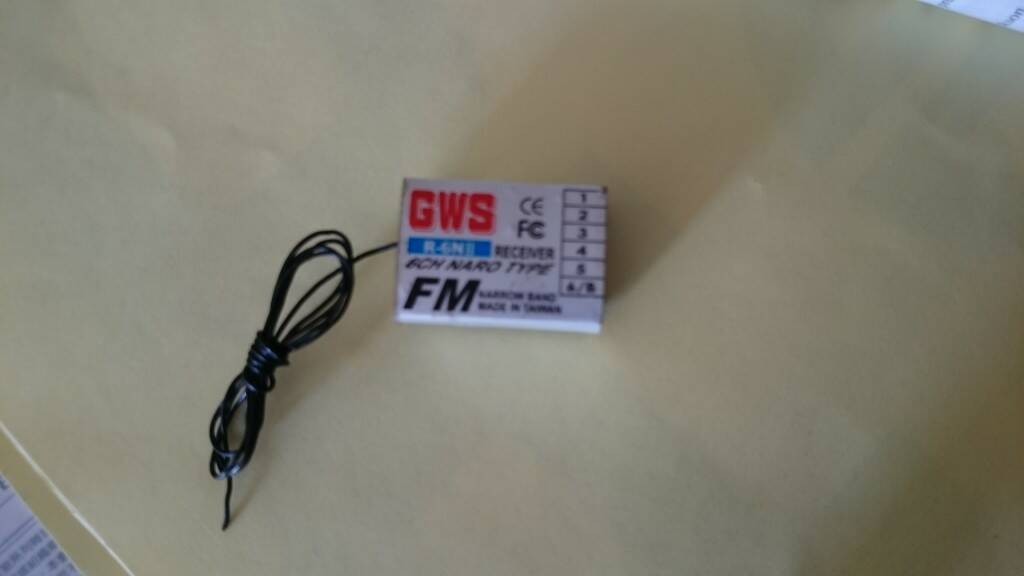 GWS
CE
FC
R-6NII RECEIVER
6CH NARO TYPE
FM NARROW BAND
MADE IN TAIWAN
1
2
3
4
5
6/B